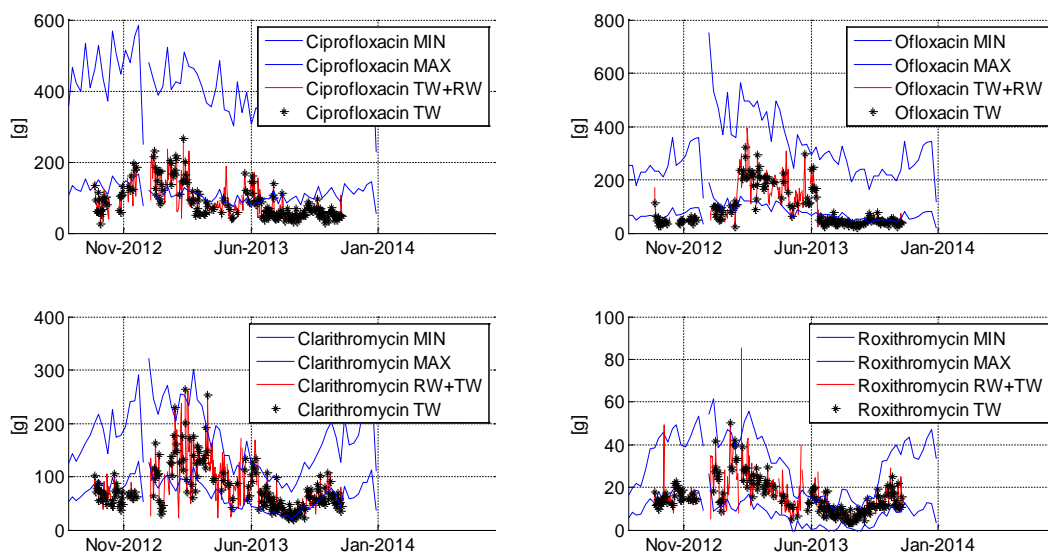 600
400
200
0
[g]
Nov-2012
Jun-2013
Jan-2014
Ciprofloxacin MIN
Ciprofloxacin MAX
Ciprofloxacin TW+RW
Ciprofloxacin TW
800
600
400
200
0
[g]
Nov-2012
Jun-2013
Jan-2014
Ofloxacin MIN
Ofloxacin MAX
Ofloxacin TW+RW
Ofloxacin TW
400
300
200
100
0
[g]
Nov-2012
Jun-2013
Jan-2014
Clarithromycin MIN
Clarithromycin MAX
Clarithromycin RW+TW
Clarithromycin TW
100
80
60
40
20
0
[g]
Nov-2012
Jun-2013
Jan-2014
Roxithromycin MIN
Roxithromycin MAX
Roxithromycin RW+TW
Roxithromycin TW